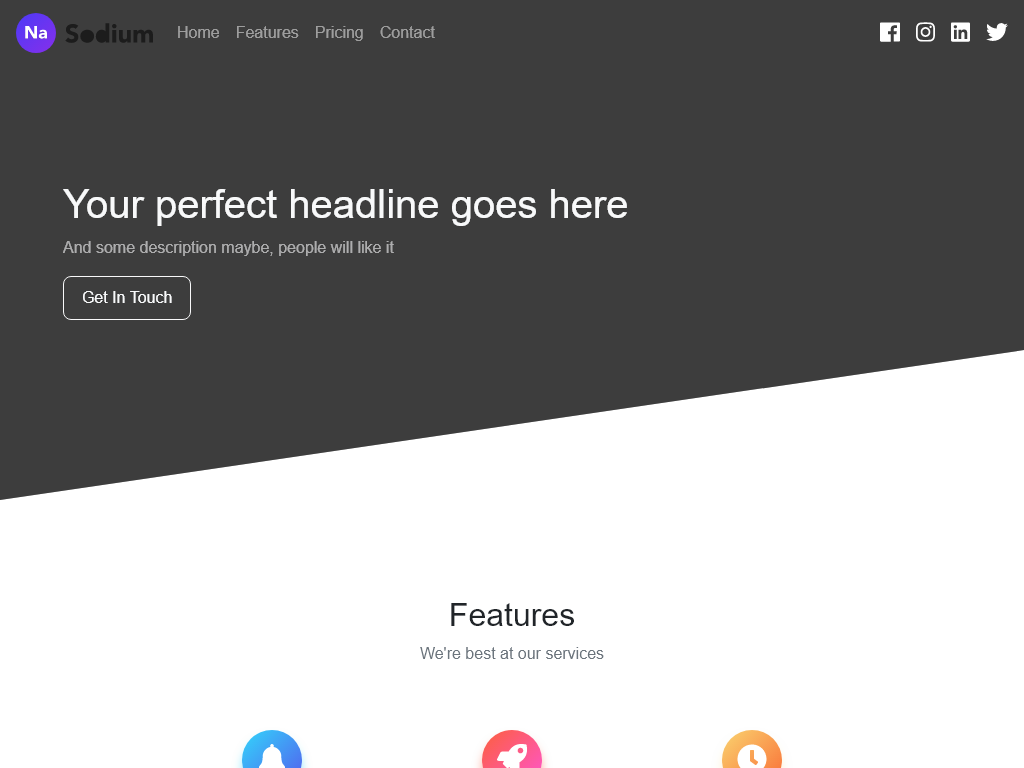 Na Sodium Home Features Pricing Contact
Your perfect headline goes here
And some description maybe, people will like it
Get In Touch
Features
We're best at our services